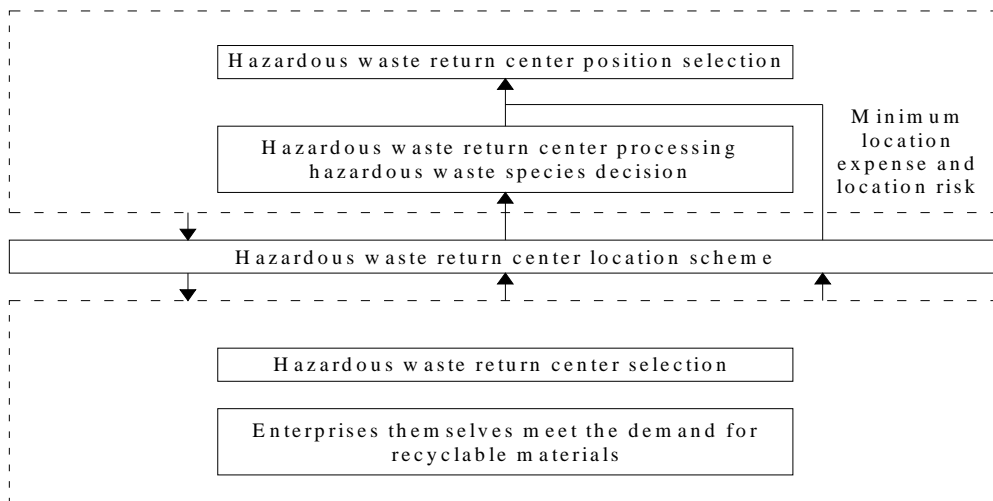 Hazardous waste return center position selection
Minimum
location
expense and
location risk
Hazardous waste return center processing
hazardous waste species decision
Hazardous waste return center location scheme
Hazardous waste return center selection
Enterprises themselves meet the demand for
recyclable materials